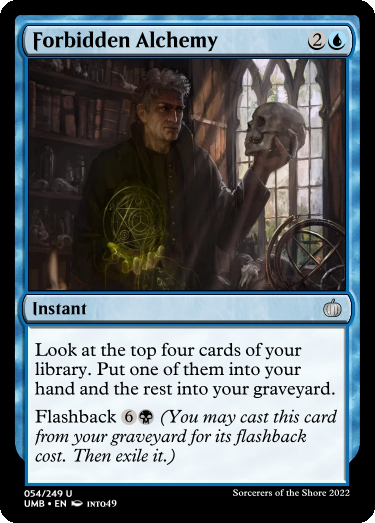 Forbidden Alchemy 2
Instant
Look at the top four cards of your
library. Put one of them into your
hand and the rest into your graveyard.
Flashback 6 (You may cast this card
from your graveyard for its flashback
cost. Then exile it.)
054/249 U
UMB • EN INTO49
Sorcerers of the Shore 2022